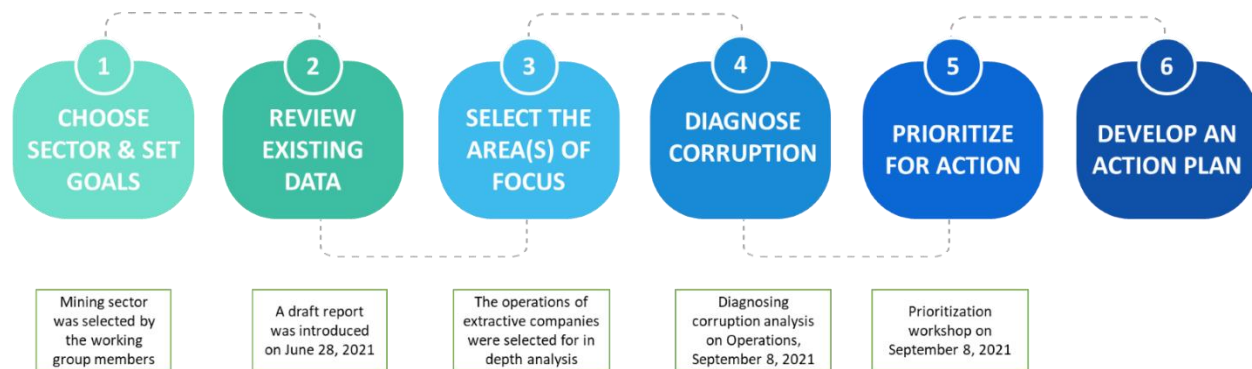 1
CHOOSE
SECTOR & SET
GOALS
2
REVIEW
EXISTING
DATA
3
SELECT THE
AREA(S) OF
FOCUS
4
DIAGNOSE
CORRUPTION
5
PRIORITIZE
FOR ACTION
6
DEVELOP AN
ACTION PLAN
Mining sector
was selected by
the working
group members
A draft report
was introduced
on June 28, 2021
The operations of
extractive companies
were selected for in
depth analysis
Diagnosing
corruption analysis
on Operations,
September 8, 2021
Prioritization
workshop on
September 8, 2021